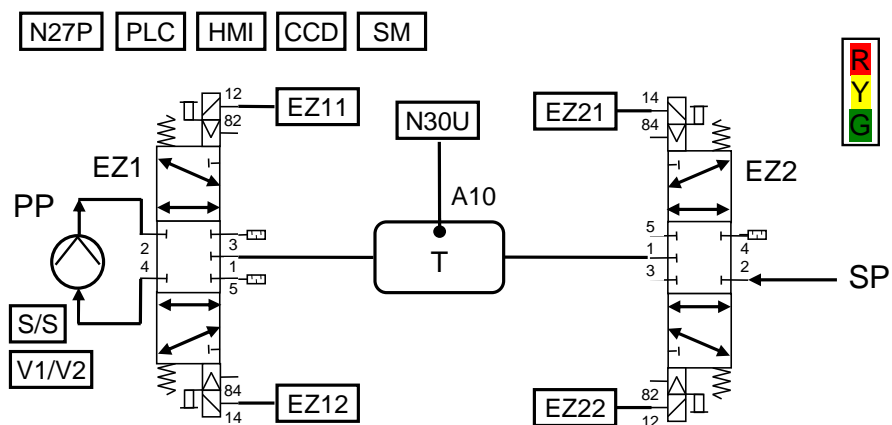 N27P PLC HMI CCD SM
R
Y
G
12
EZ11
82
EZ1
N30U
A10
14
EZ21
84
EZ2
PP
2
4
3
1
5
T
5
1
3
4
2
SP
S/S
V1/V2
84
EZ12
14
82
EZ22
12